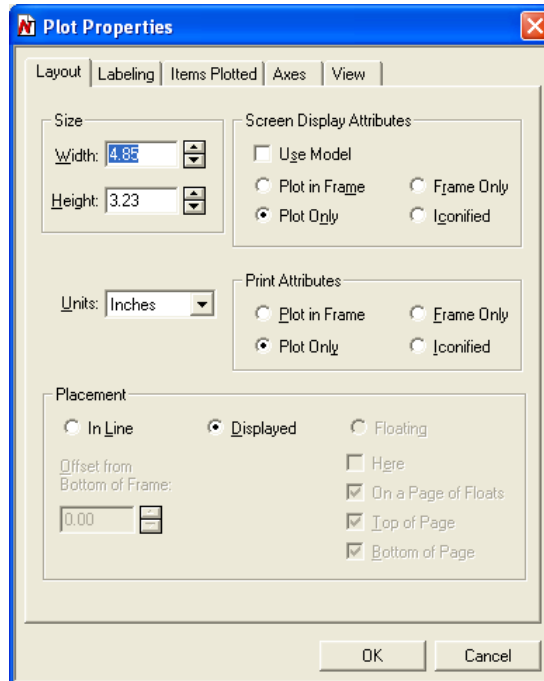 Plot Properties
Layout Labeling Items Plotted Axes View
Size
Width: 4.85
Height: 3.23
Screen Display Attributes
Use Model
Plot in Frame Frame Only
Plot Only Iconified
Units: Inches
Print Attributes
Plot in Frame Frame Only
Plot Only Iconified
Placement
In Line Displayed Floating
Offset from
Bottom of Frame:
0.00
Here
On a Page of Floats
Top of Page
Bottom of Page
OK Cancel